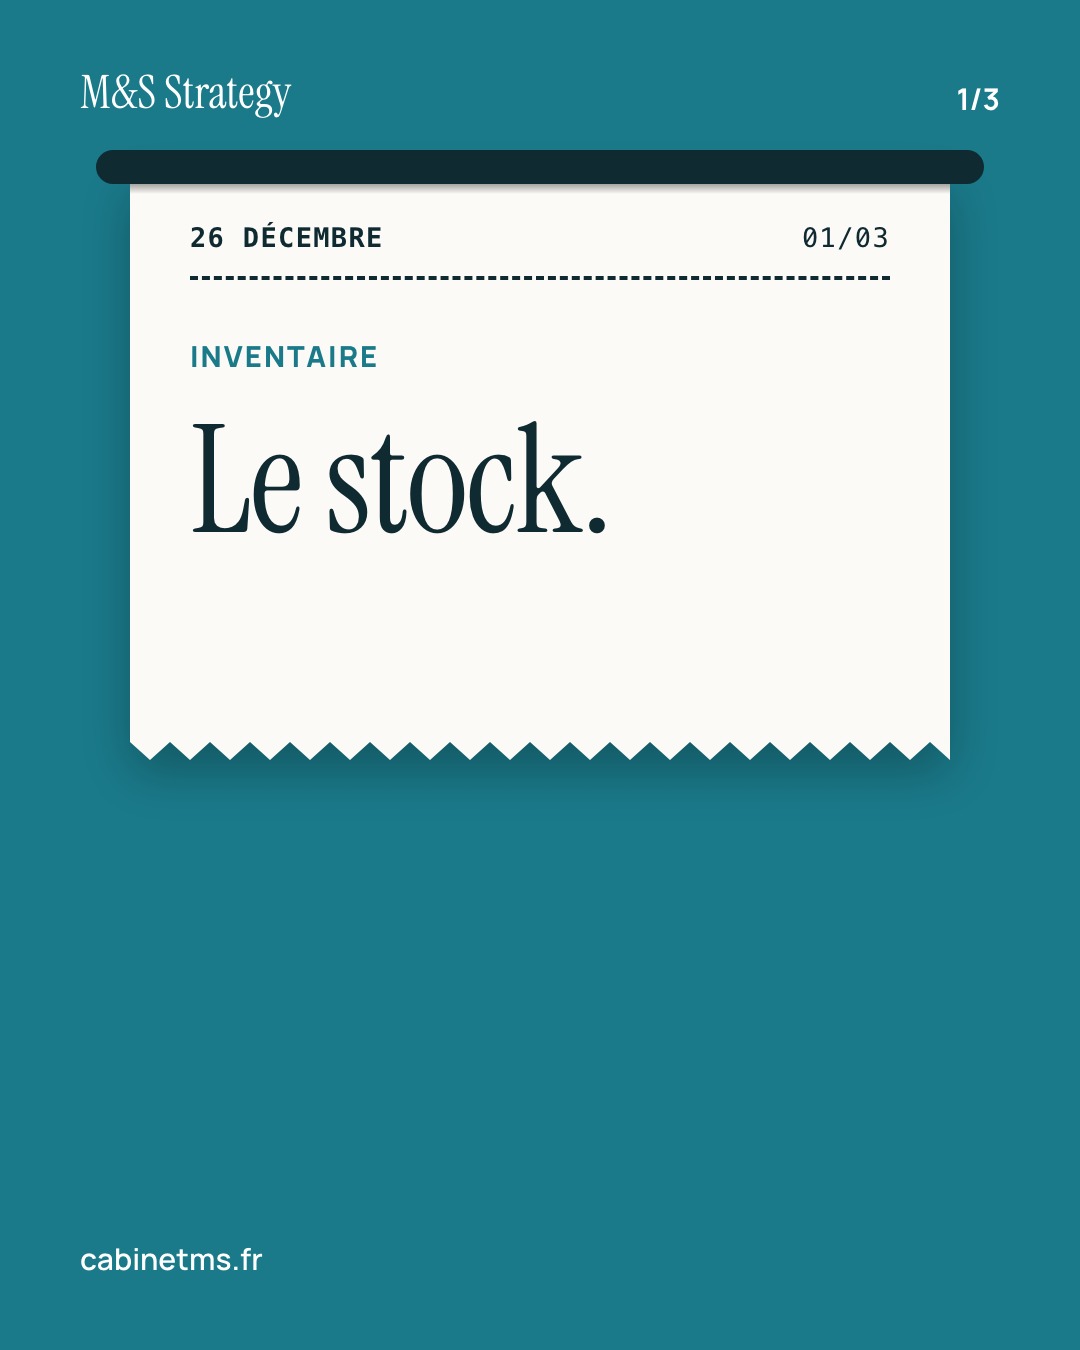 M&S Strategy
1/3
26 DÉCEMBRE
01/03
INVENTAIRE
Le stock.
cabinetms.fr